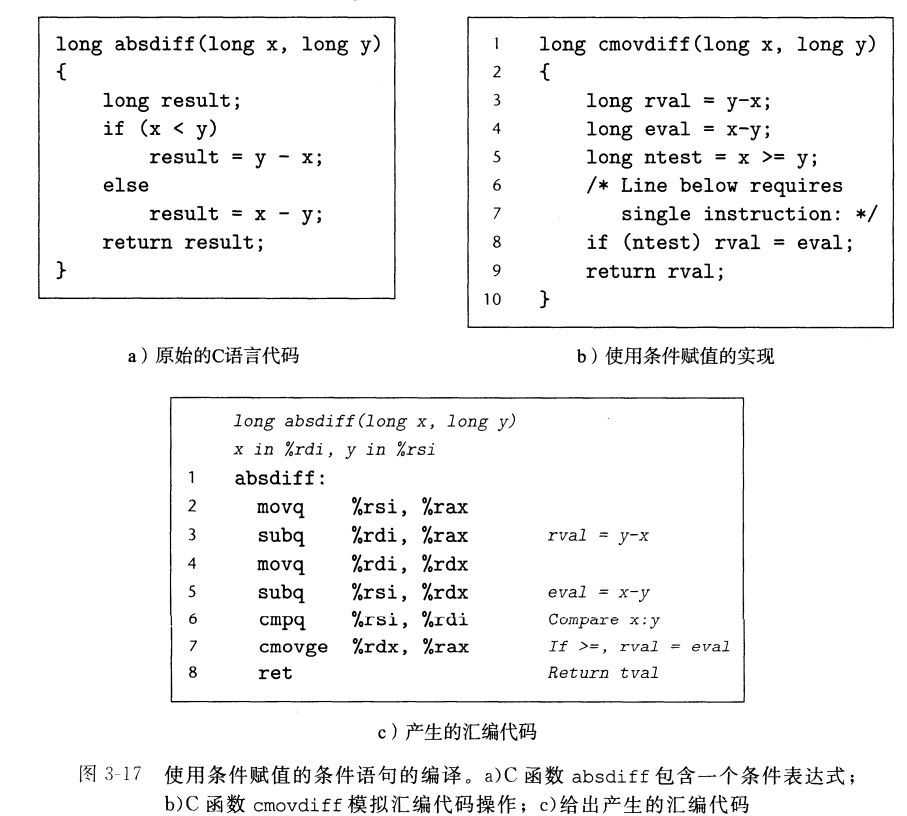 long absdiff(long x, long y)
{
    long result;
    if (x < y)
        result = y - x;
    else
        result = x - y;
    return result;
}
a）原始的C语言代码
1 long cmovdiff(long x, long y)
2 {
3     long rval = y-x;
4     long eval = x-y;
5     long ntest = x >= y;
6     /* Line below requires
7        single instruction: */
8     if (ntest) rval = eval;
9     return rval;
10 }
b）使用条件赋值的实现
long absdiff(long x, long y)
x in %rdi, y in %rsi
1 absdiff:
2   movq    %rsi, %rax
3   subq    %rdi, %rax    rval = y-x
4   movq    %rdi, %rdx
5   subq    %rsi, %rdx    eval = x-y
6   cmpq    %rsi, %rdi    Compare x:y
7   cmovge  %rdx, %rax    If >=, rval = eval
8   ret    Return tval
c）产生的汇编代码
图 3-17 使用条件赋值的条件语句的编译。a)C 函数 absdiff 包含一个条件表达式；
b)C 函数 cmovdiff 模拟汇编代码操作；c)给出产生的汇编代码